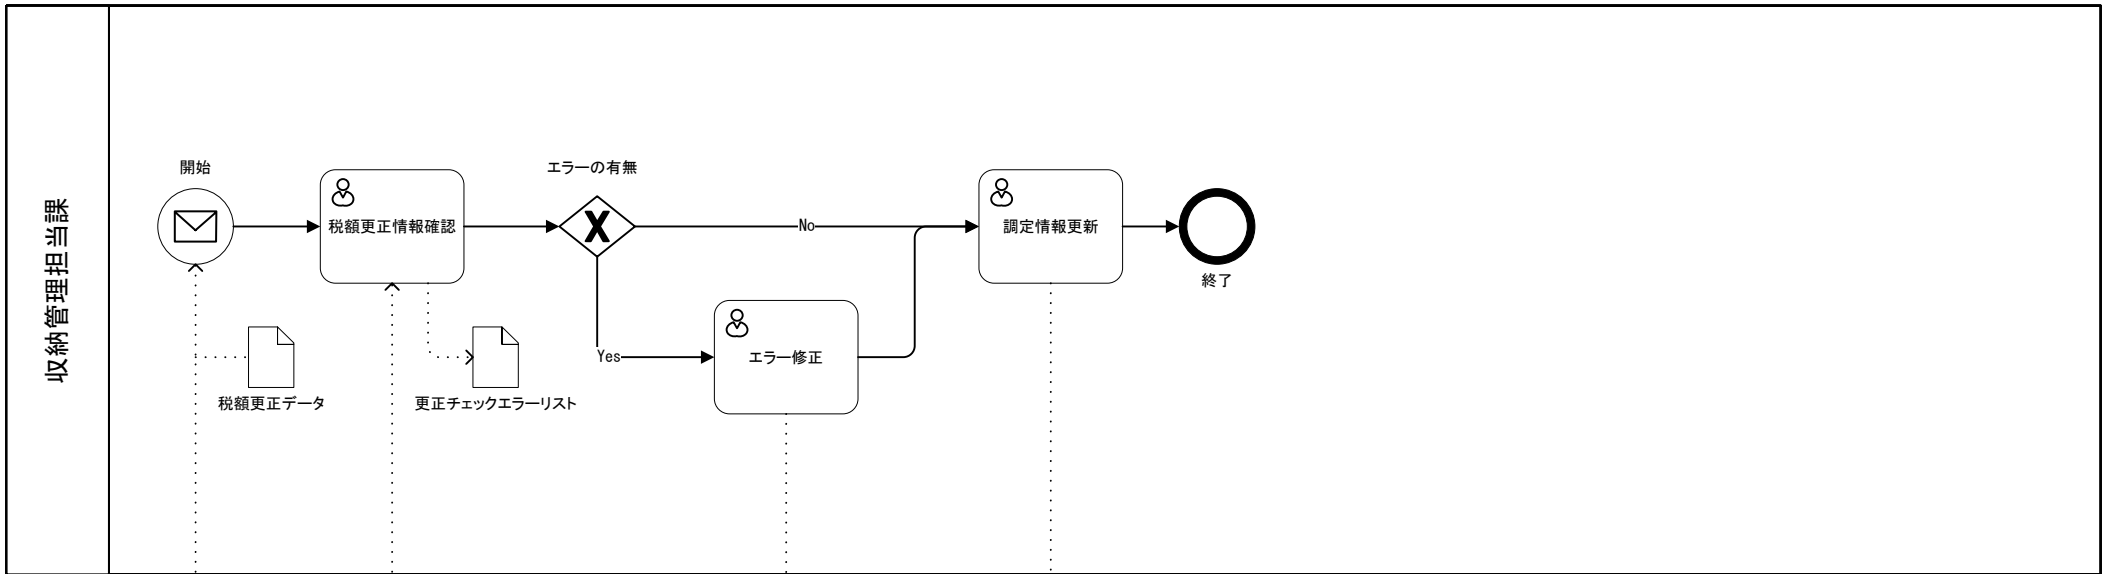 収納管理担当課
開始
税額更正情報確認
エラーの有無
No
Yes
エラー修正
調定情報更新
終了
税額更正データ
更正チェックエラーリスト